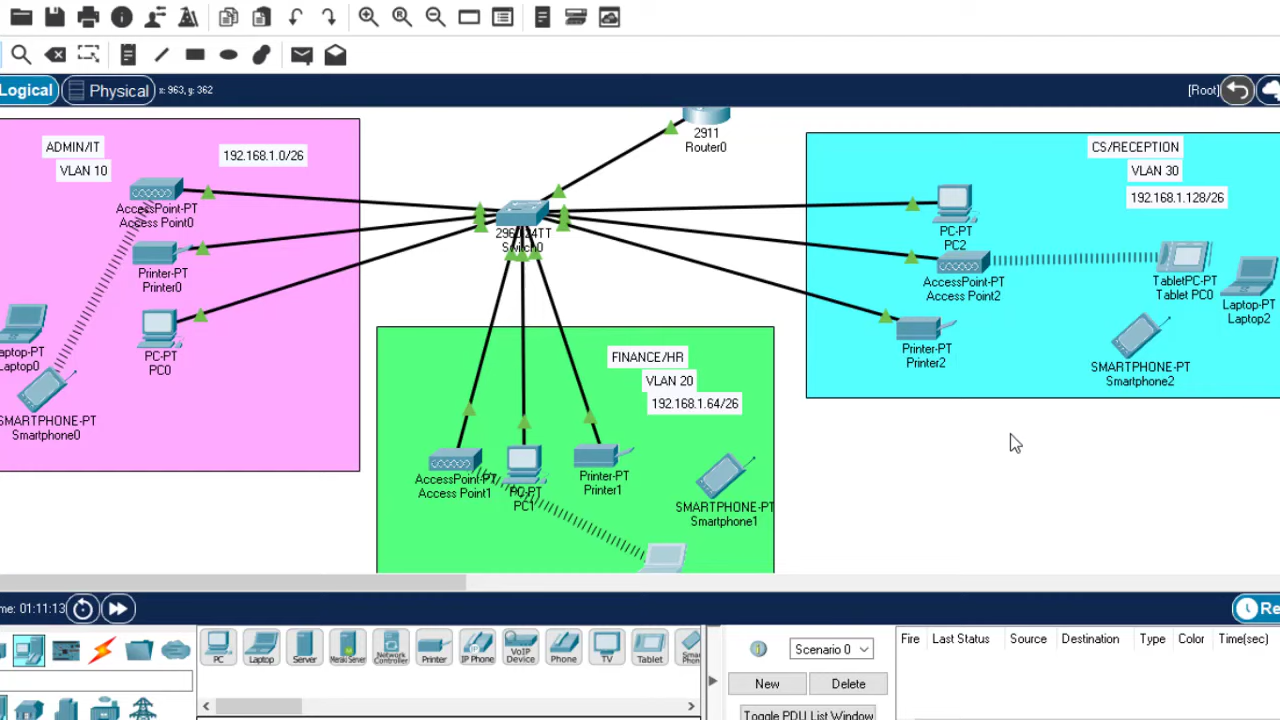 Logical
Physical
x: 963, y: 362
[Root]
ADMIN/IT
VLAN 10
192.168.1.0/26
AccessPoint-PT
Access Point0
Printer-PT
Printer0
PC-PT
PC0
aptop-PT
Laptop0
SMARTPHONE-PT
Smartphone0
2911
Router0
Switch0
FINANCE/HR
VLAN 20
192.168.1.64/26
AccessPoint-PT
Access Point1
PC-PT
PC1
Printer-PT
Printer1
SMARTPHONE-PT
Smartphone1
CS/RECEPTION
VLAN 30
192.168.1.128/26
PC-PT
PC2
AccessPoint-PT
Access Point2
TabletPC-PT
Tablet PC0
Laptop-PT
Laptop2
Printer-PT
Printer2
SMARTPHONE-PT
Smartphone2
me: 01:11:13
Re
PC
Laptop
Server
Meraki Server
Network Controller
Printer
IP Phone
VoIP Device
Phone
TV
Tablet
Scenario 0
New
Delete
Toggle PDU List Window
Fire
Last Status
Source
Destination
Type
Color
Time(sec)